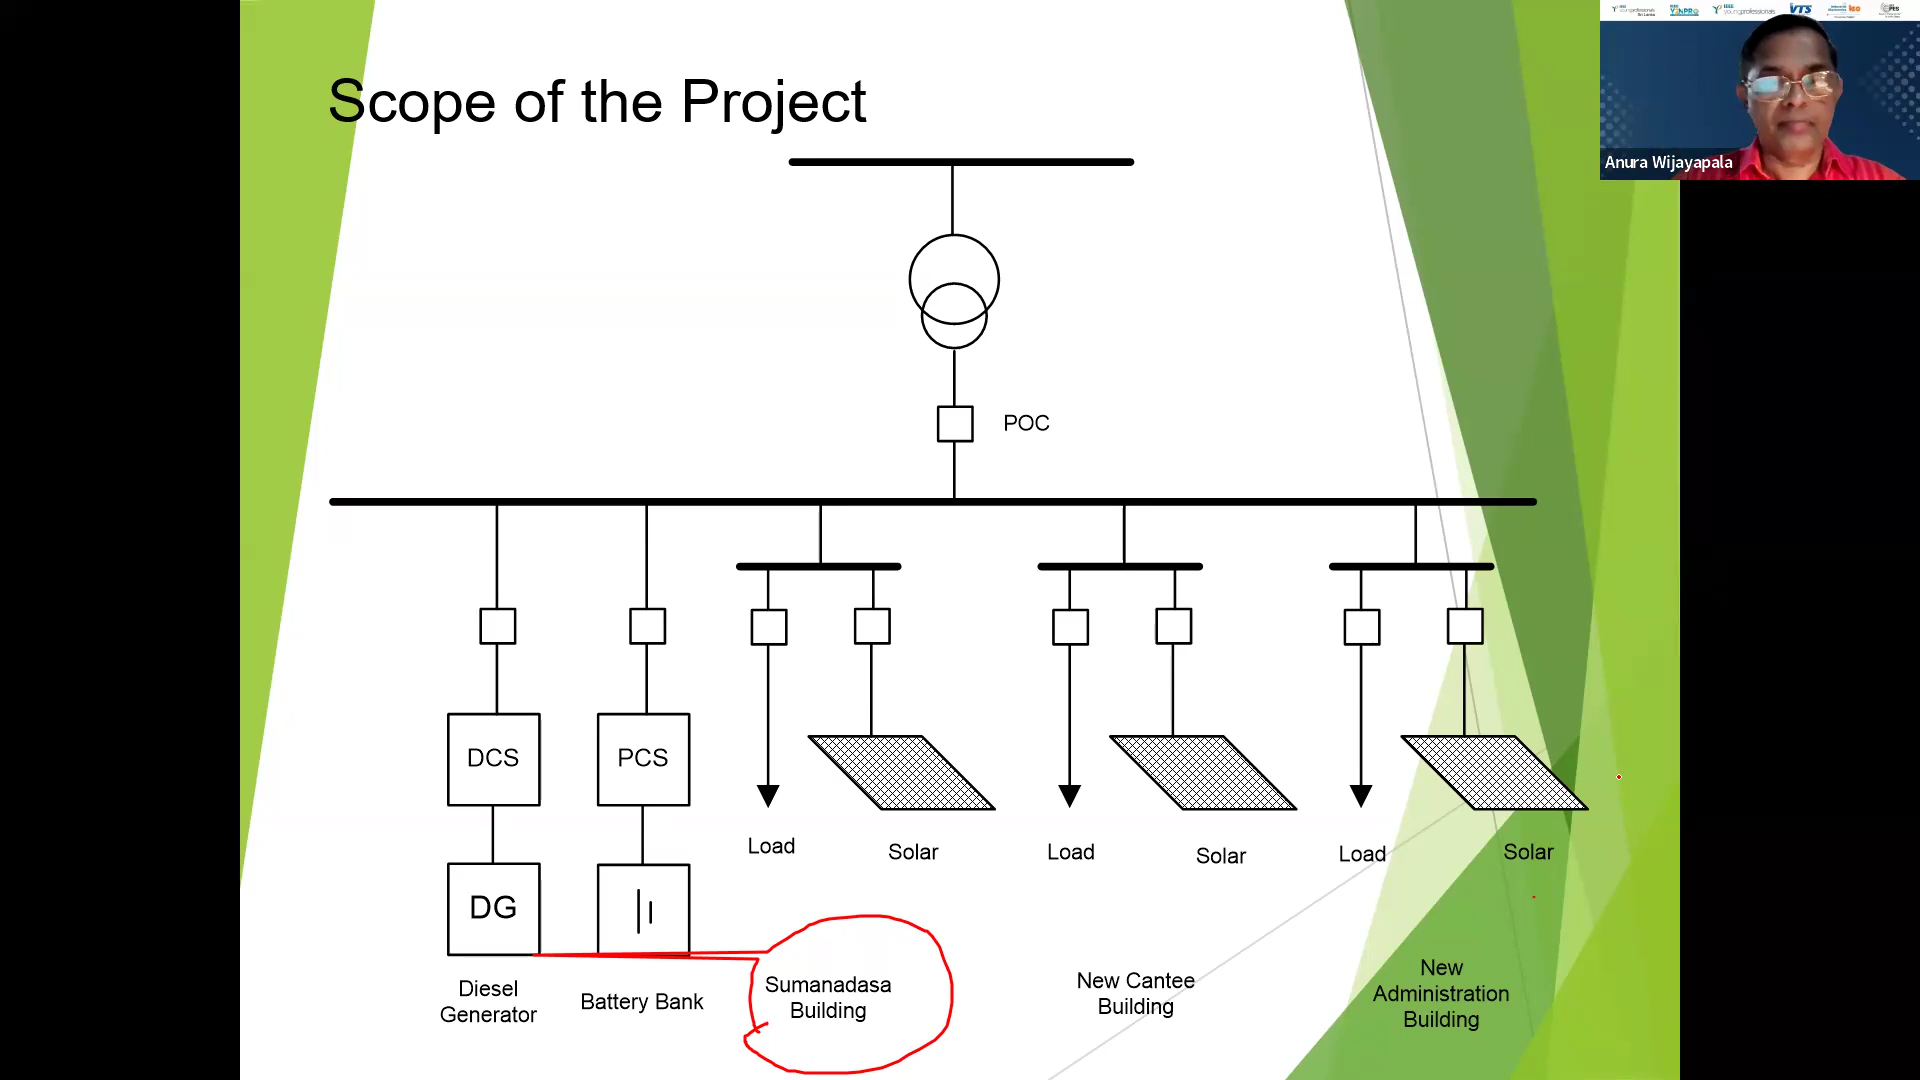 Scope of the Project
VTS
Anura Wijayapala
POC
DCS
PCS
Load
Solar
Load
Solar
Load
Solar
DG
Diesel
Generator
Battery Bank
Sumanadasa
Building
New Cantee
Building
New
Administration
Building